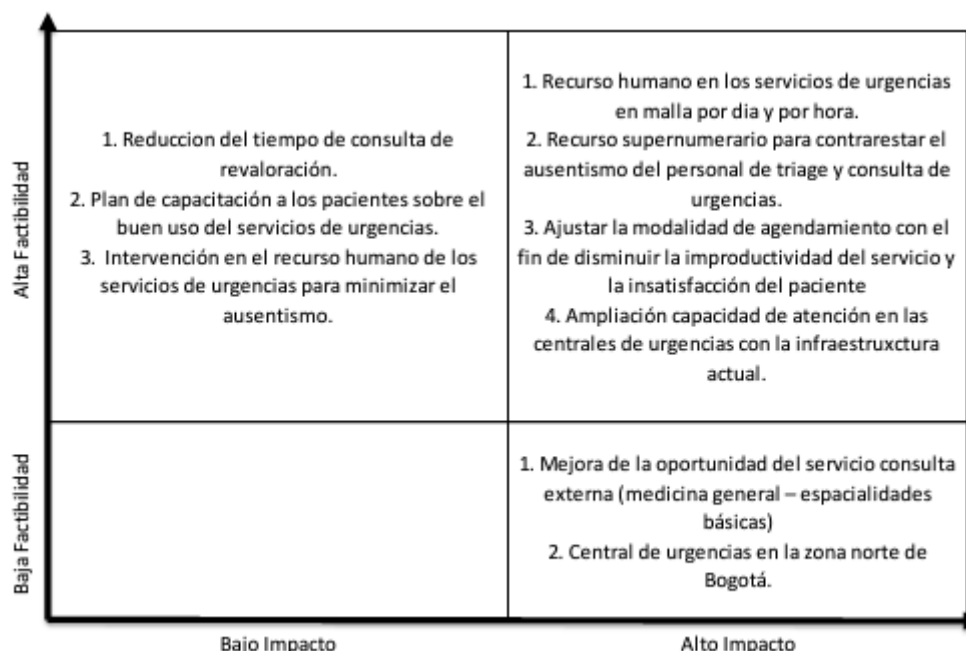 Alta Factibilidad
1. Reduccion del tiempo de consulta de
revaloración.
2. Plan de capacitación a los pacientes sobre el
buen uso del servicios de urgencias.
3. Intervención en el recurso humano de los
servicios de urgencias para minimizar el
ausentismo.
1. Recurso humano en los servicios de urgencias
en malla por dia y por hora.
2. Recurso supernumerario para contrarestar el
ausentismo del personal de triage y consulta de
urgencias.
3. Ajustar la modalidad de agendamiento con el
fin de disminuir la improductividad del servicio y
la insatisfacción del paciente
4. Ampliación capacidad de atención en las
centrales de urgencias con la infraestruxctura
actual.
Baja Factibilidad
1. Mejora de la oportunidad del servicio consulta
externa (medicina general – espacialidades
básicas)
2. Central de urgencias en la zona norte de
Bogotá.
Bajo Impacto
Alto Impacto